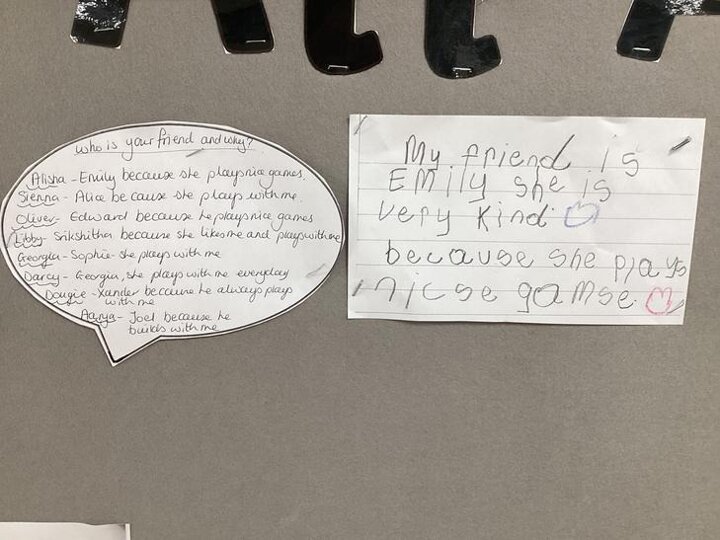 who is your friend and why?
Alisha - Emily because she plays nice games.
Sienna - Alice because she plays with me.
Oliver - Edward because he plays nice games
Libby - Srikshitha because she likes me and plays with me
Georgia - Sophie - she plays with me
Darcy - Georgia, she plays with me everyday
Dougie - Xander because he always plays
with me
Aarya - Joel because he
builds with me
My friend is
EMily she is
very kind
because she plays
nicse gamse